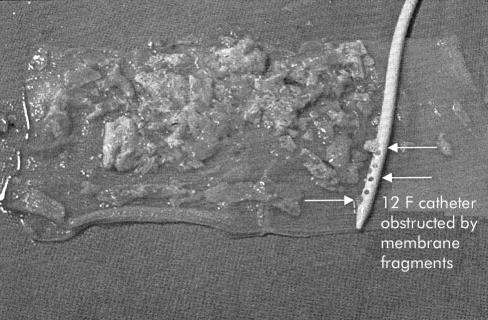 12 F catheter
obstructed by
membrane
fragments